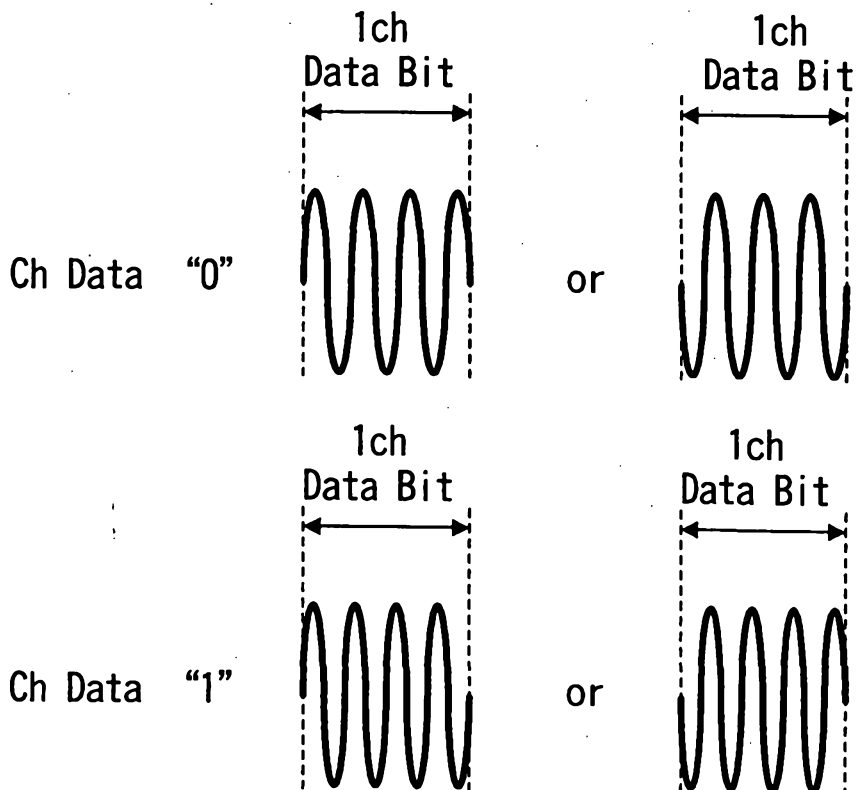 1ch
Data Bit
1ch
Data Bit
Ch Data “0”
or
1ch
Data Bit
1ch
Data Bit
Ch Data “1”
or